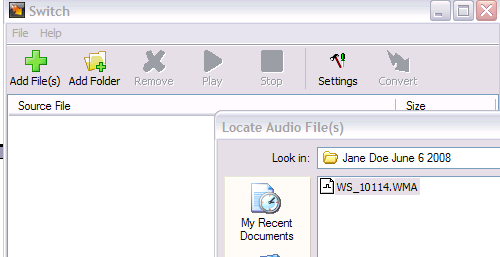 Switch
File Help
Add File(s) Add Folder Remove Play Stop Settings Convert
Source File Size
Locate Audio File(s)
Look in: Jane Doe June 6 2008
WS_10114.WMA
My Recent
Documents